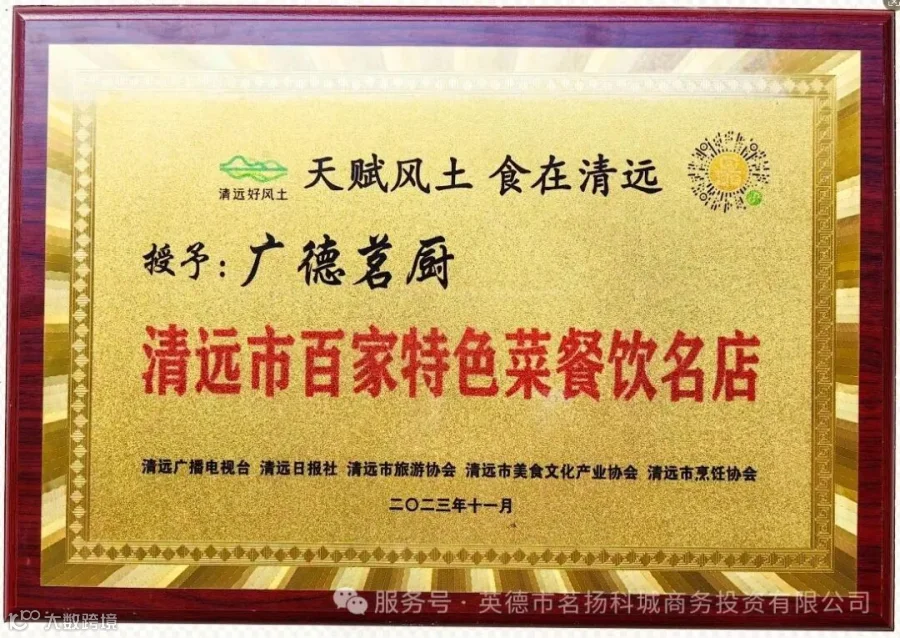 天赋风土 食在清远
清远好风土
授予：广德茗厨
清远市百家特色菜餐饮名店
清远广播电视台 清远日报社 清远市旅游协会 清远市美食文化产业协会 清远市烹饪协会
二〇二三年十一月
服务号 · 英德市名扬科城商务投资有限公司
大数跨境